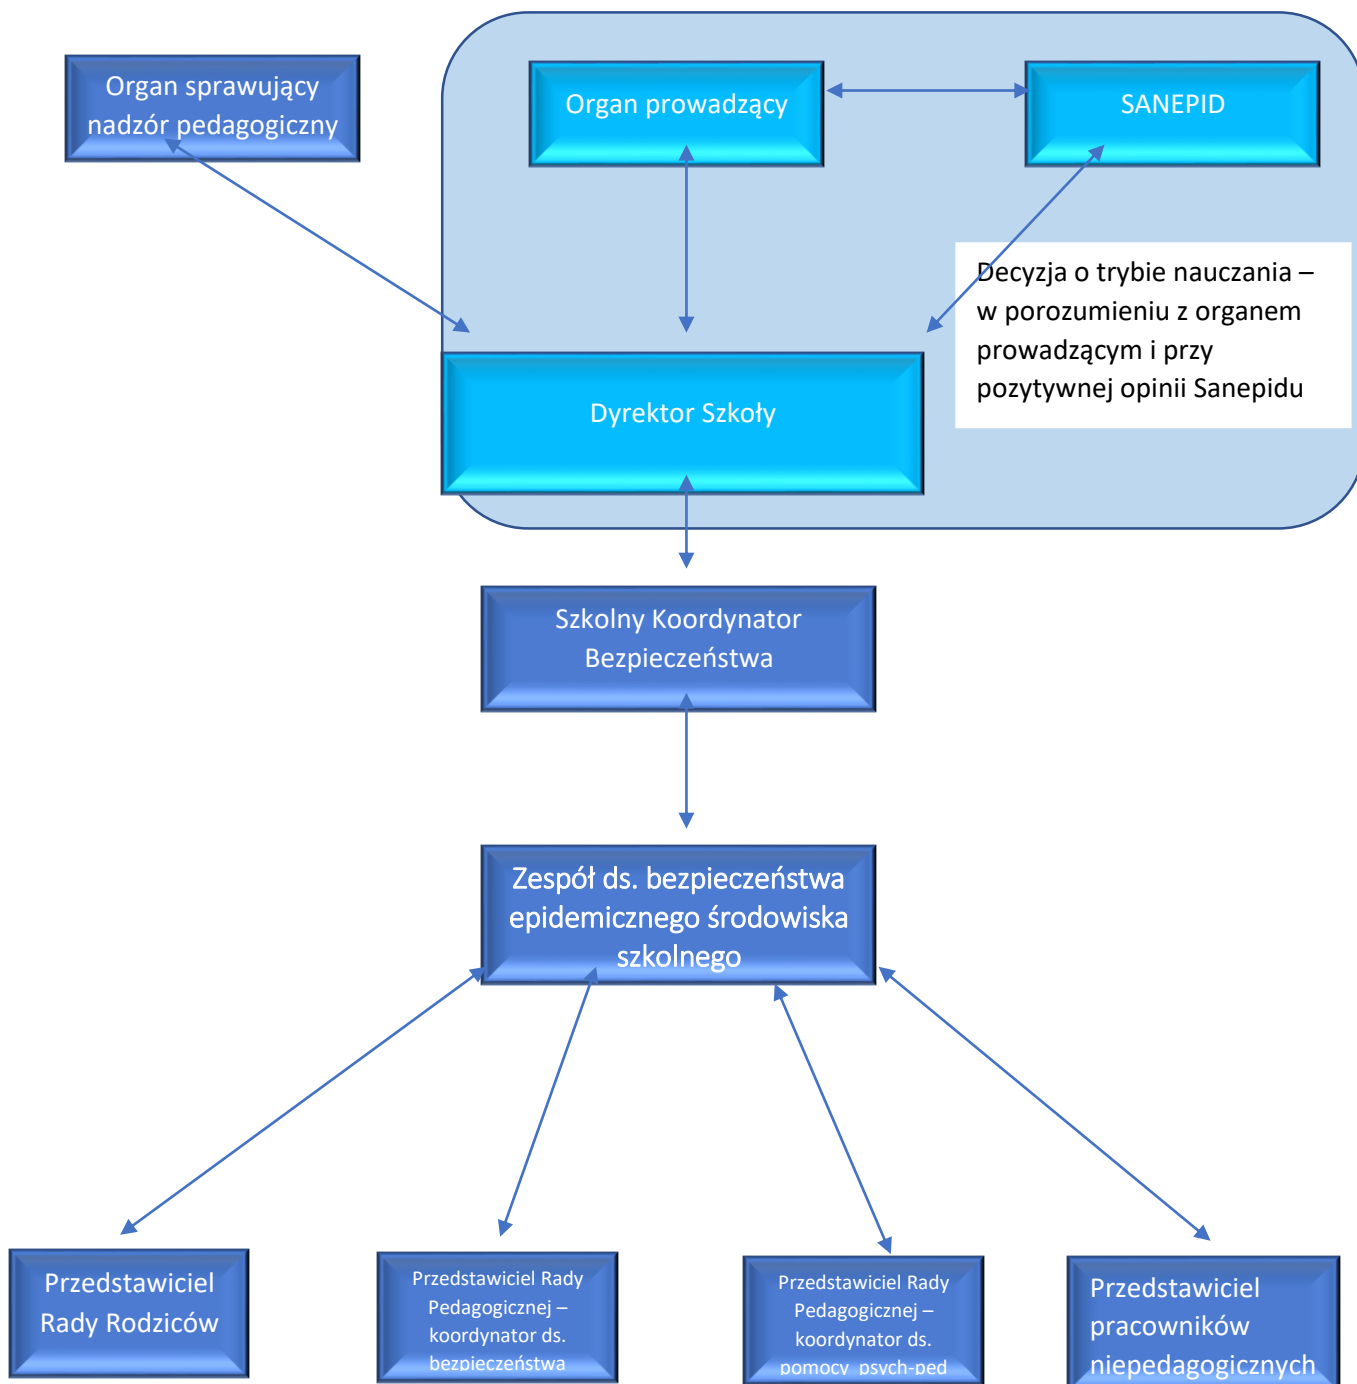 Organ sprawujący
nadzór pedagogiczny
Organ prowadzący
SANEPID
Decyzja o trybie nauczania –
w porozumieniu z organem
prowadzącym i przy
pozytywnej opinii Sanepidu
Dyrektor Szkoły
Szkolny Koordynator
Bezpieczeństwa
Zespół ds. bezpieczeństwa
epidemicznego środowiska
szkolnego
Przedstawiciel
Rady Rodziców
Przedstawiciel Rady
Pedagogicznej –
koordynator ds.
bezpieczeństwa
Przedstawiciel Rady
Pedagogicznej –
koordynator ds.
pomocy psych-ped
Przedstawiciel
pracowników
niepedagogicznych